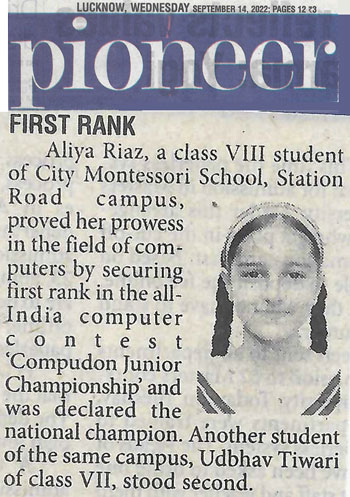 LUCKNOW, WEDNESDAY SEPTEMBER 14, 2022; PAGES 12 ₹3
pioneer
FIRST RANK
Aliya Riaz, a class VIII student
of City Montessori School, Station
Road campus,
proved her prowess
in the field of com-
puters by securing
first rank in the all-
India computer
contest
‘Compudon Junior
Championship’ and
was declared the
national champion. Another student
of the same campus, Udbhav Tiwari
of class VII, stood second.